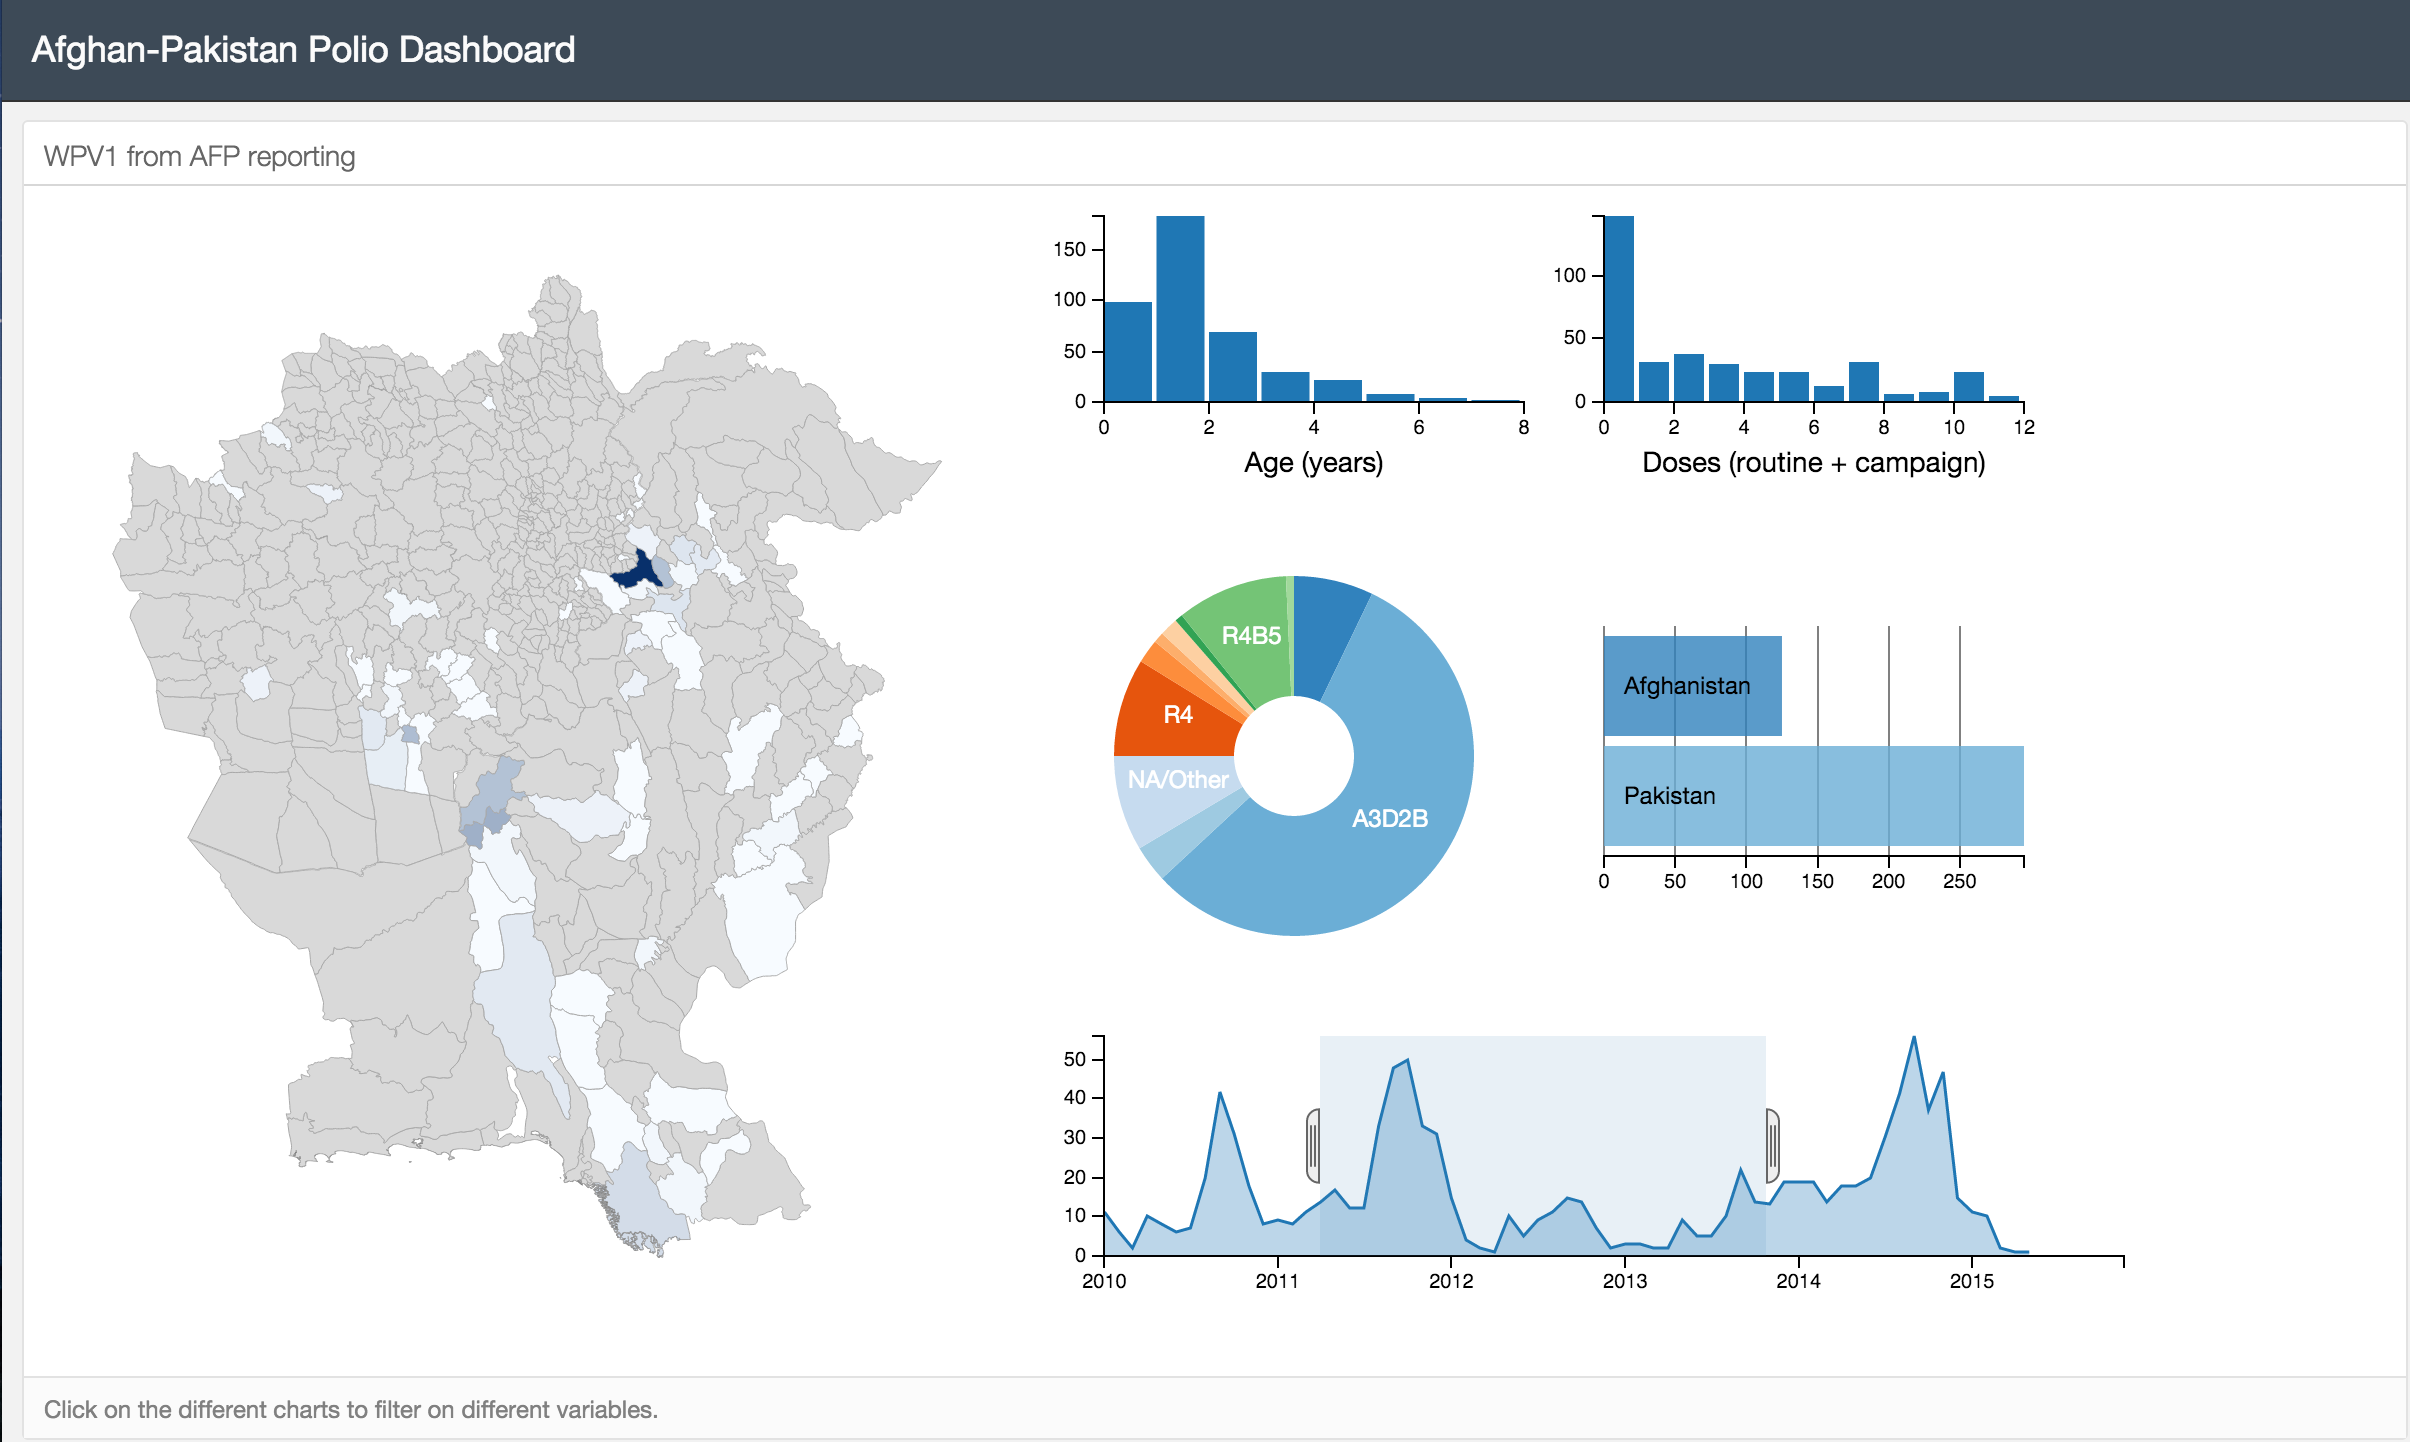 Afghan-Pakistan Polio Dashboard
WPV1 from AFP reporting
150
100
50
0
0 2 4 6 8
Age (years)
100
50
0
0 2 4 6 8 10 12
Doses (routine + campaign)
R4B5
R4
NA/Other
A3D2B
Afghanistan
Pakistan
0 50 100 150 200 250
50
40
30
20
10
0
2010 2011 2012 2013 2014 2015
Click on the different charts to filter on different variables.